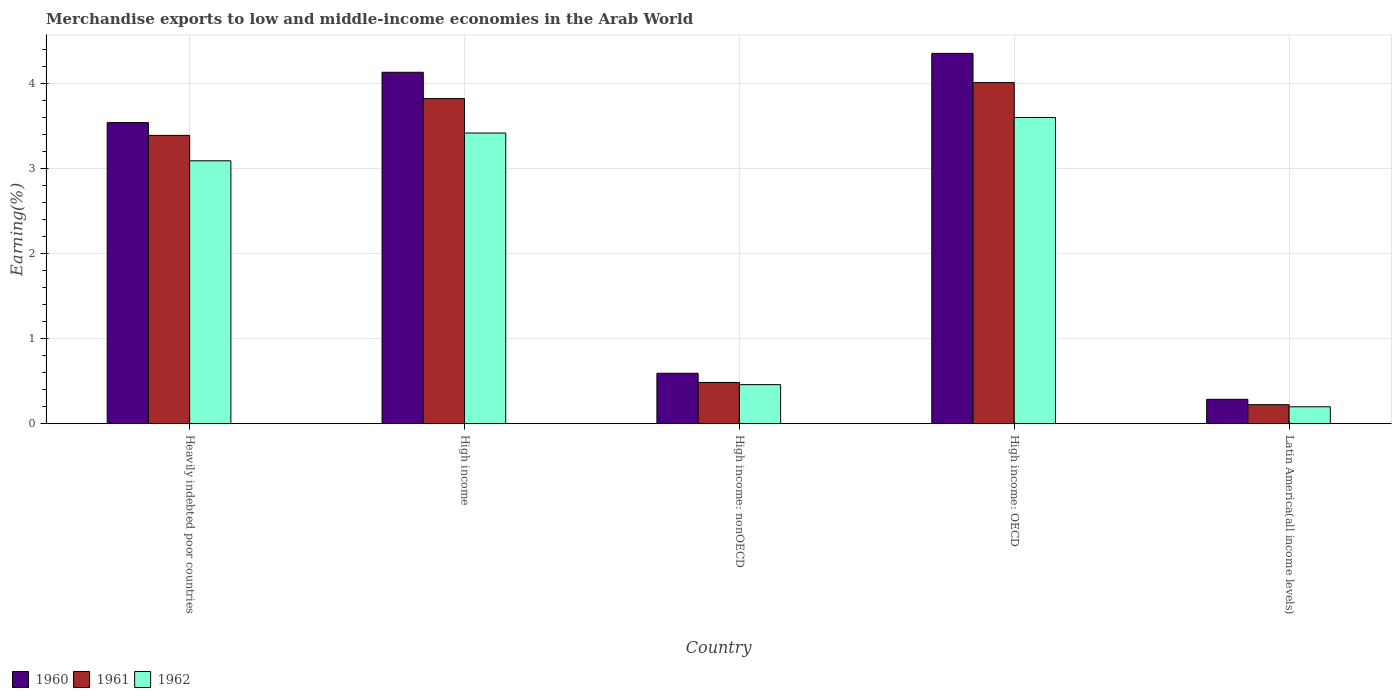 Merchandise exports to low and middle-income economies in the Arab World
Earning(%)
4
3
2
1
0
Heavily indebted poor countries
High income
High income: nonOECD
High income: OECD
Latin America(all income levels)
Country
1960
1961
1962